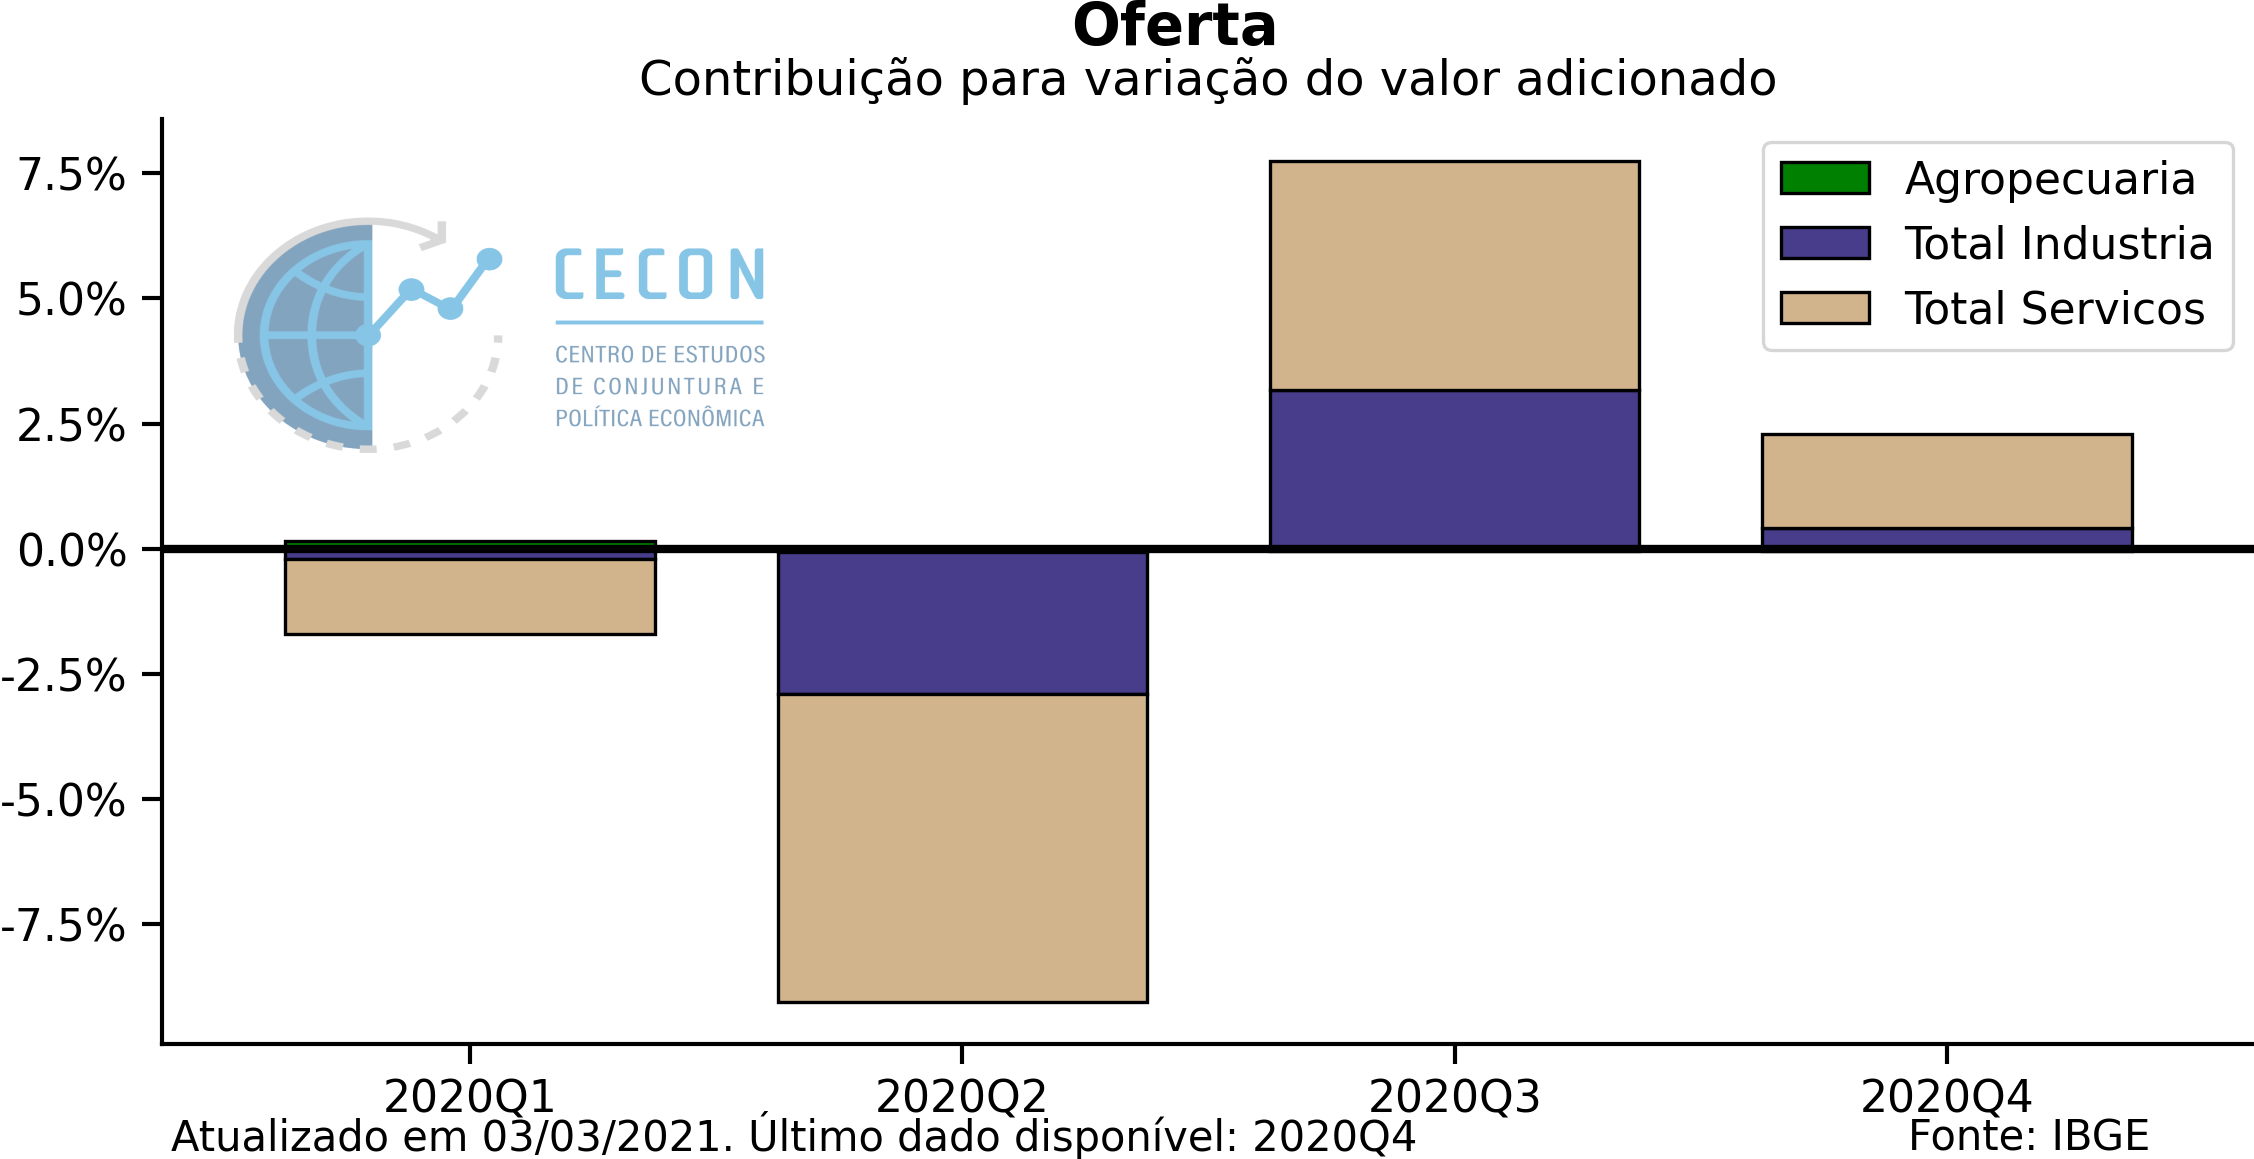 Oferta
Contribuição para variação do valor adicionado
7.5%
5.0%
2.5%
0.0%
-2.5%
-5.0%
-7.5%
CECON
CENTRO DE ESTUDOS
DE CONJUNTURA E
POLÍTICA ECONÔMICA
Agropecuaria
Total Industria
Total Servicos
2020Q1
2020Q2
2020Q3
2020Q4
Atualizado em 03/03/2021. Último dado disponível: 2020Q4
Fonte: IBGE